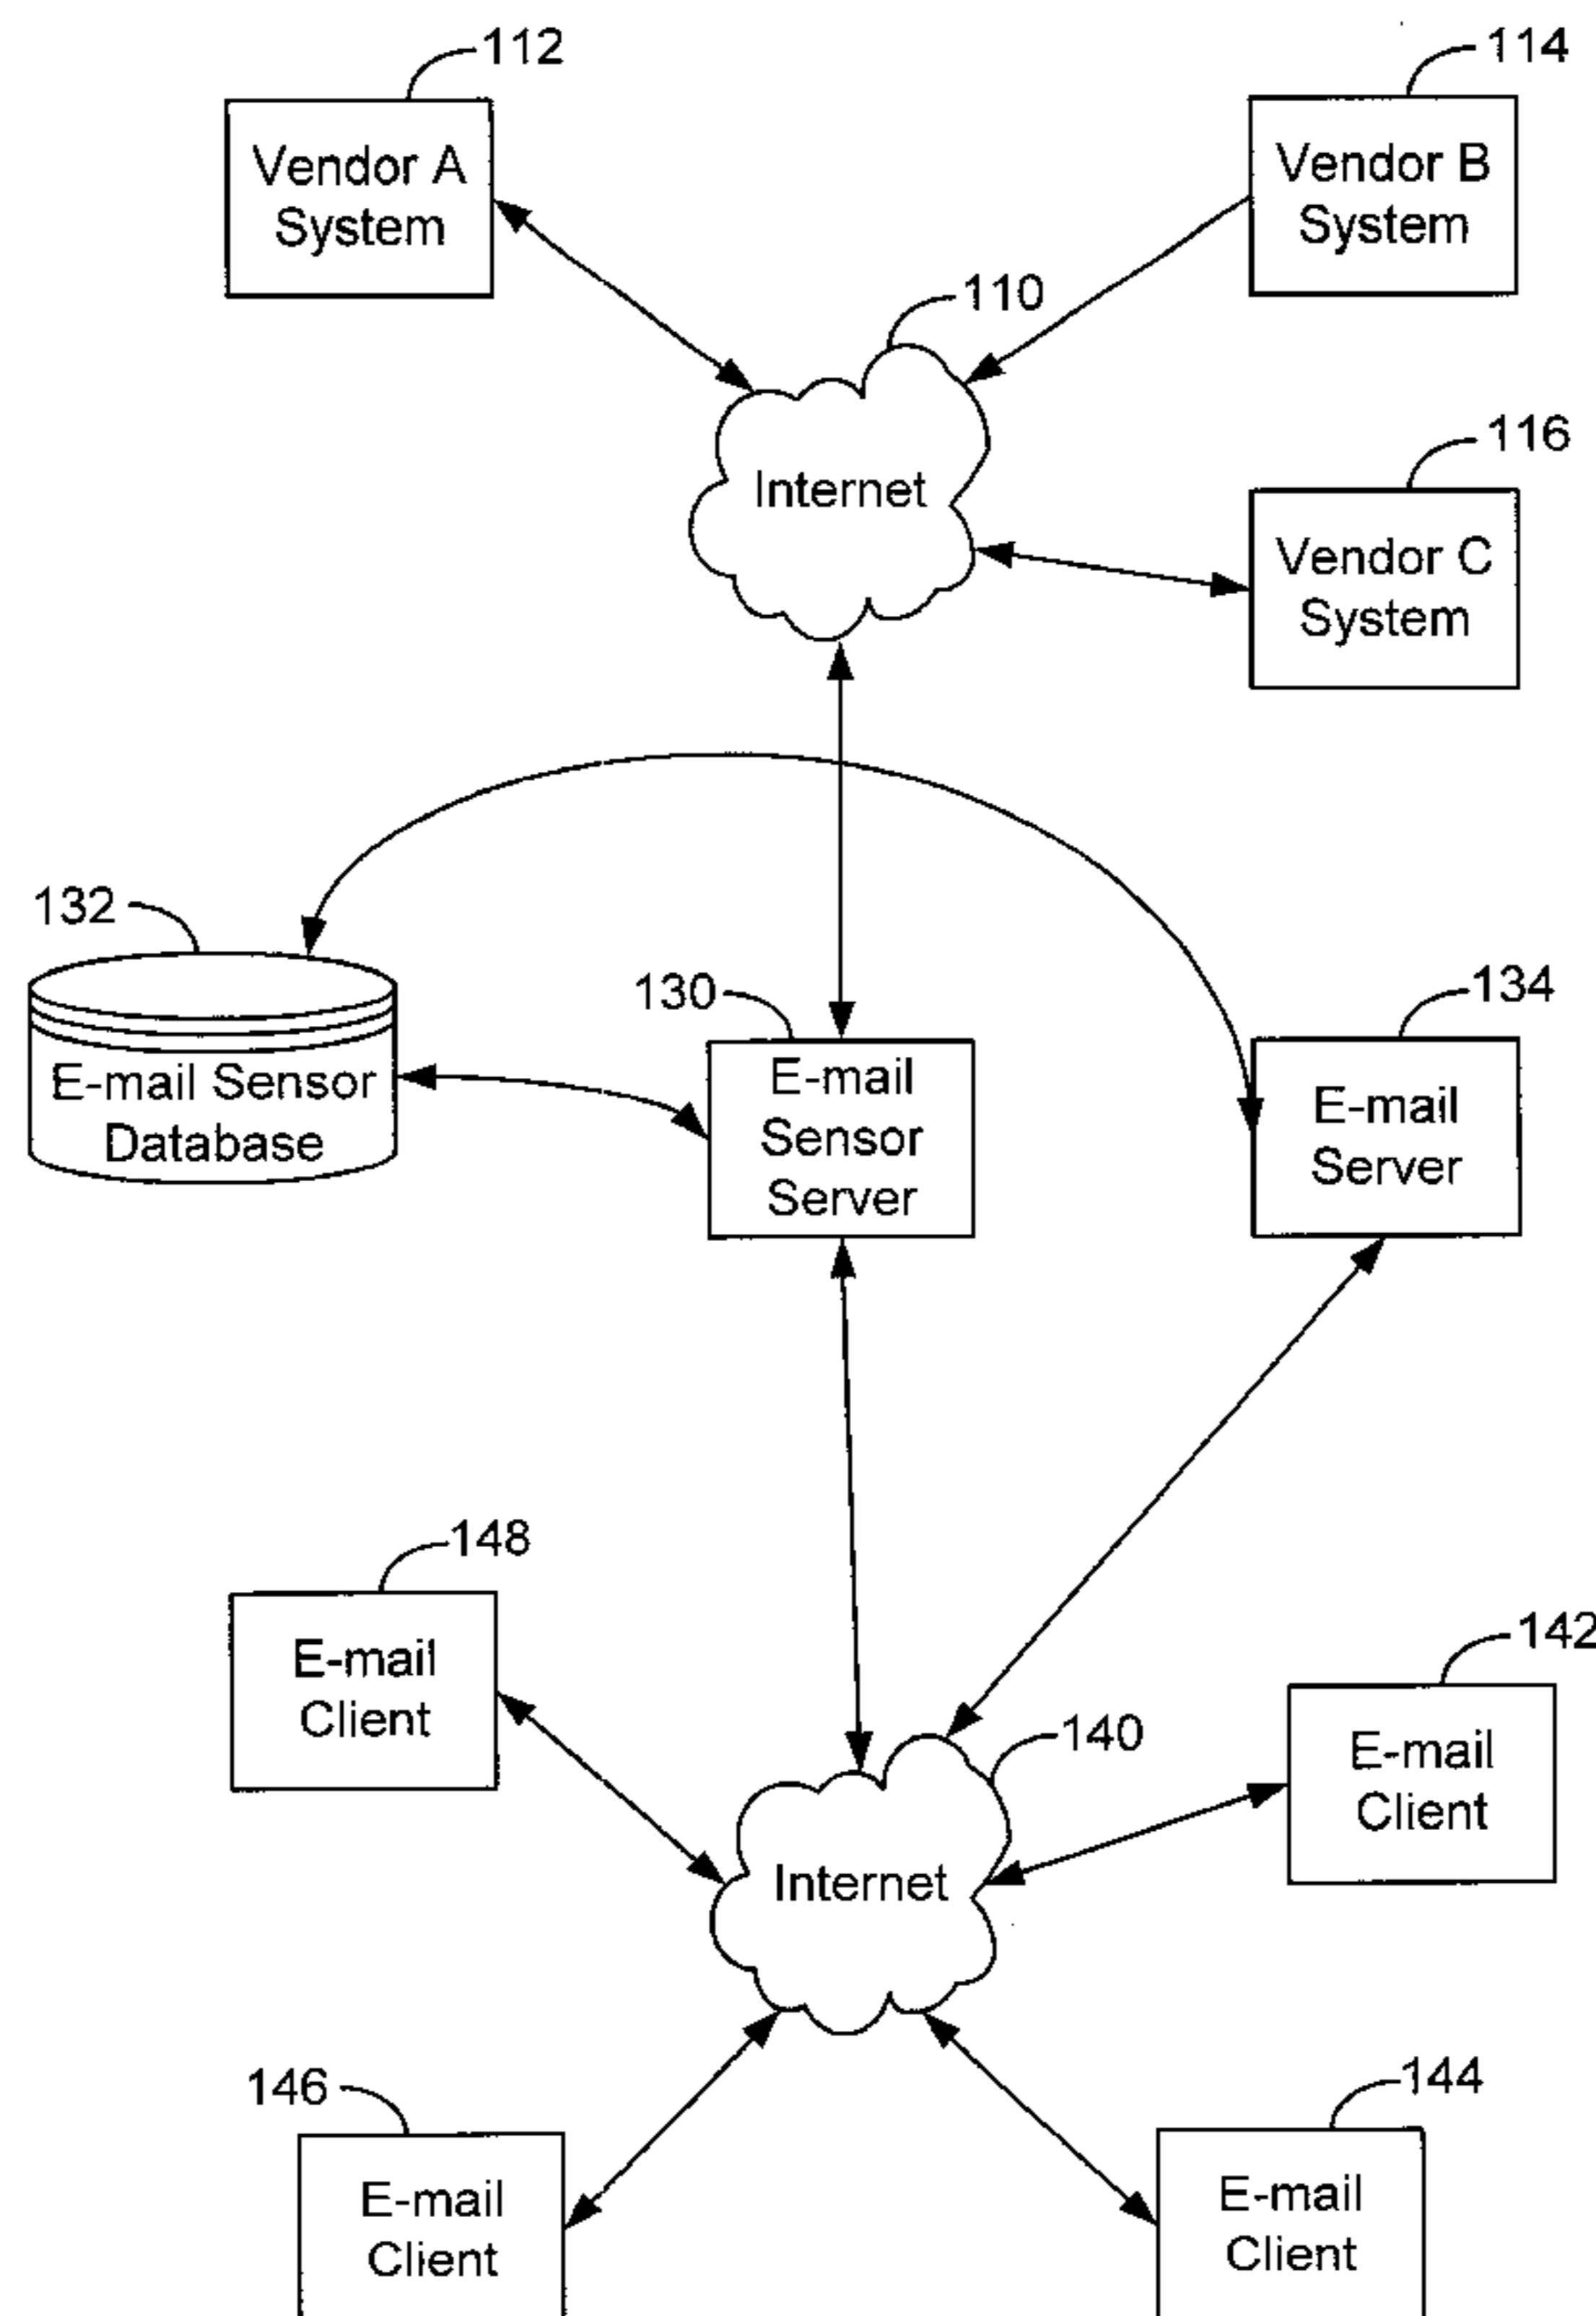 112
114
Vendor A
System
Vendor B
System
110
Internet
116
Vendor C
System
132
E-mail Sensor
Database
130
E-mail
Sensor
Server
134
E-mail
Server
148
E-mail
Client
142
E-mail
Client
140
Internet
146
E-mail
Client
144
E-mail
Client